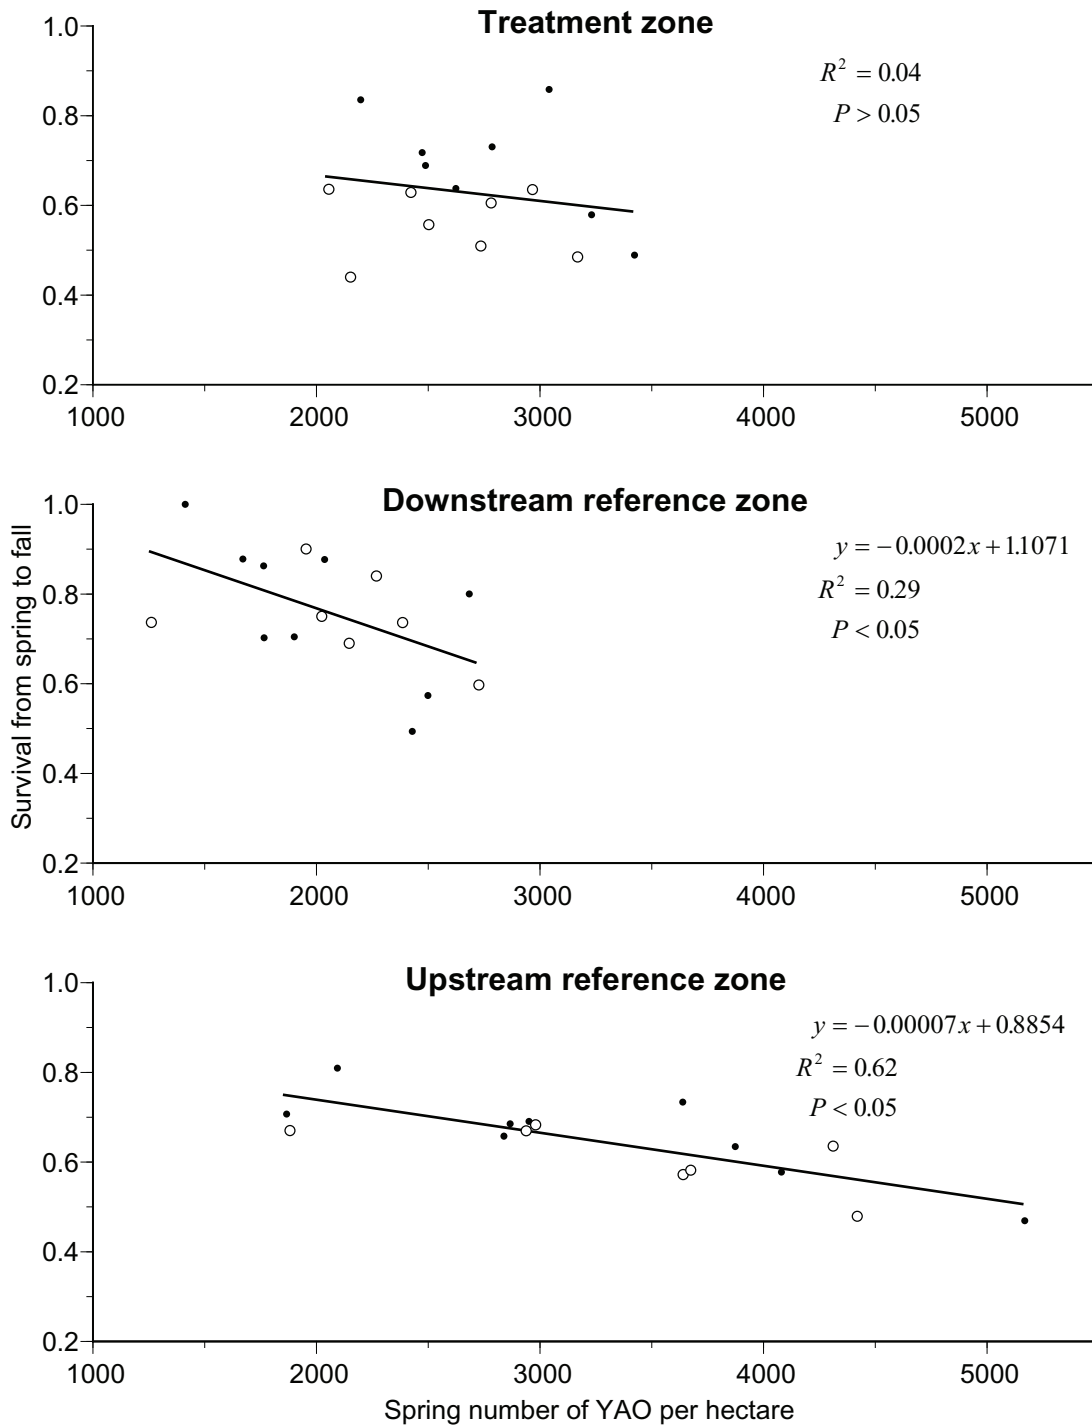 Treatment zone
R² = 0.04
P > 0.05
1.0
0.8
0.6
0.4
0.2
1000 2000 3000 4000 5000
Downstream reference zone
y = −0.0002x + 1.1071
R² = 0.29
P < 0.05
1.0
0.8
0.6
0.4
0.2
1000 2000 3000 4000 5000
Survival from spring to fall
Upstream reference zone
y = −0.00007x + 0.8854
R² = 0.62
P < 0.05
1.0
0.8
0.6
0.4
0.2
1000 2000 3000 4000 5000
Spring number of YAO per hectare